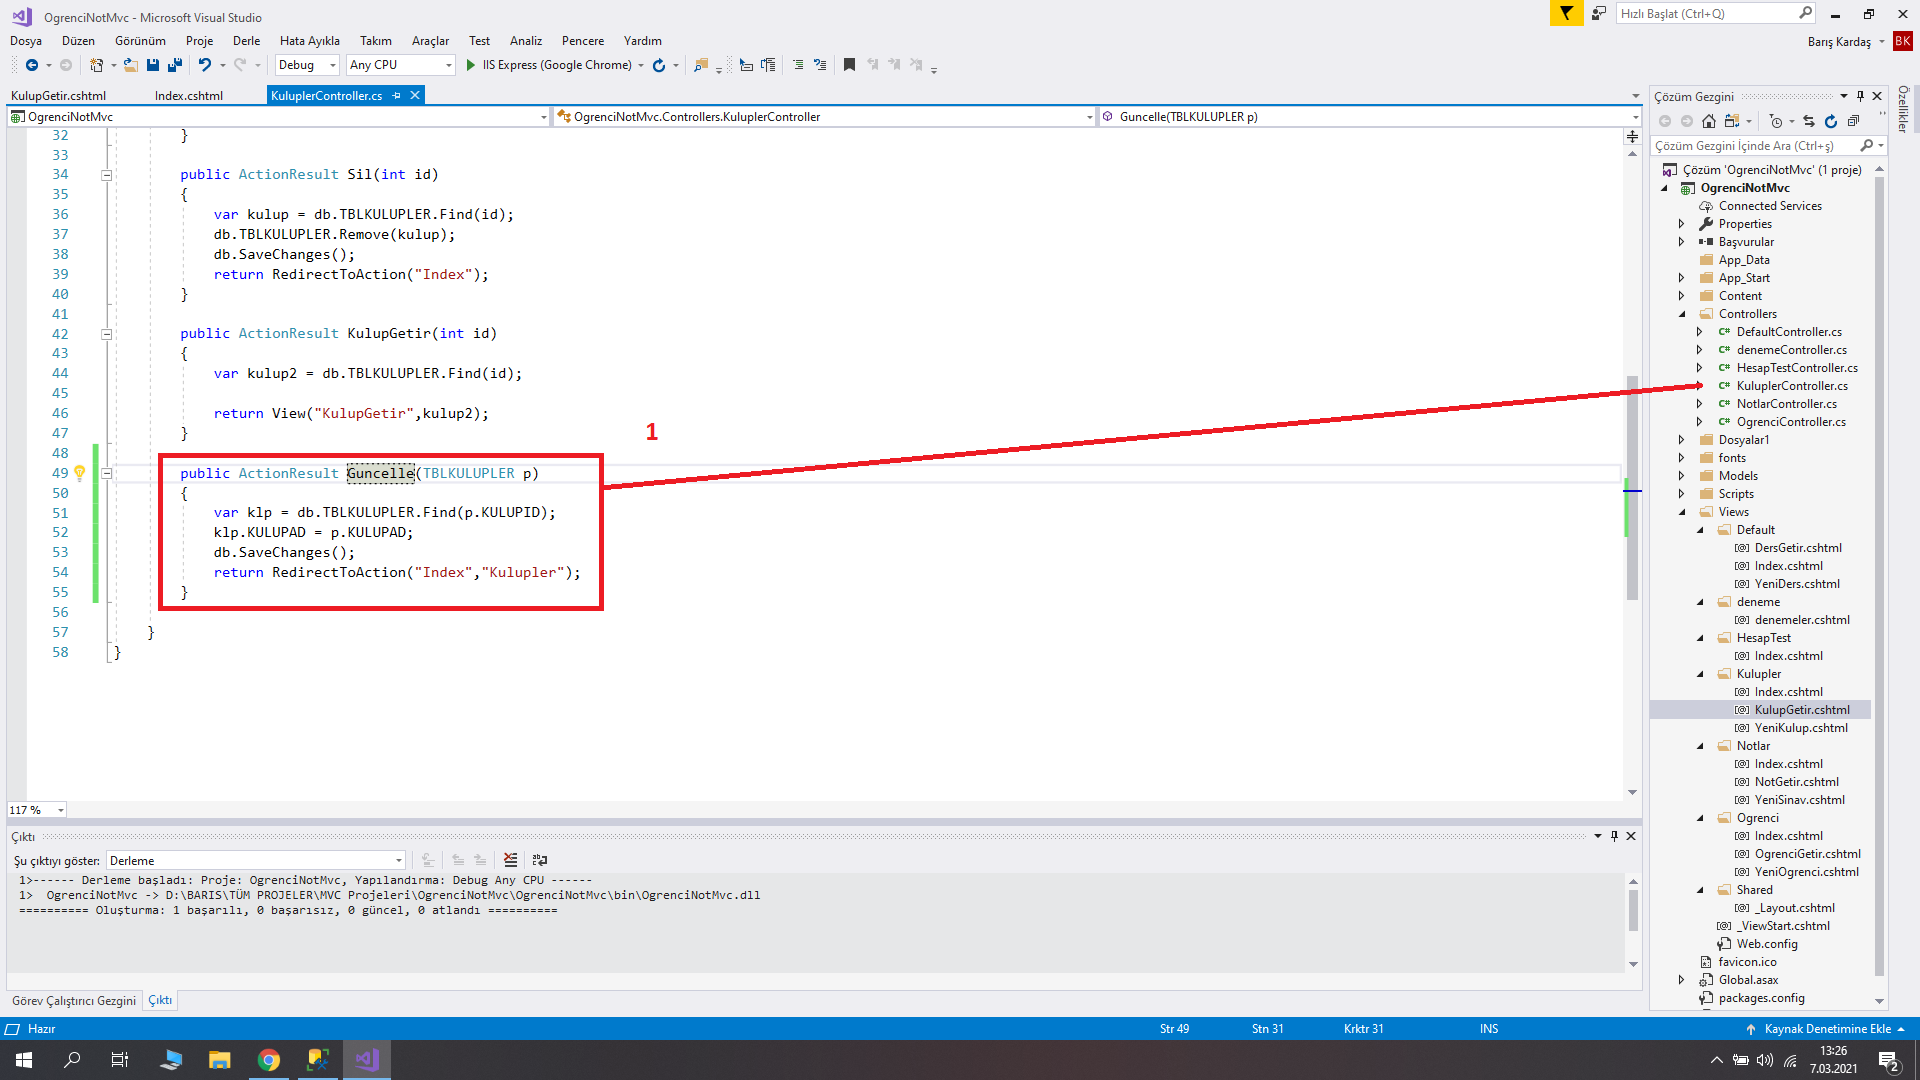 OgrenciNotMvc - Microsoft Visual Studio
Hızlı Başlat (Ctrl+Q)
Dosya Düzen Görünüm Proje Derle Hata Ayıkla Takım Araçlar Test Analiz Pencere Yardım
Barış Kardaş BK
Debug Any CPU IIS Express (Google Chrome)
KulupGetir.cshtml Index.cshtml KuluplerController.cs
OgrenciNotMvc OgrenciNotMvc.Controllers.KuluplerController Guncelle(TBLKULUPLER p)
32 }
33
34 public ActionResult Sil(int id)
35 {
36 var kulup = db.TBLKULUPLER.Find(id);
37 db.TBLKULUPLER.Remove(kulup);
38 db.SaveChanges();
39 return RedirectToAction("Index");
40 }
41
42 public ActionResult KulupGetir(int id)
43 {
44 var kulup2 = db.TBLKULUPLER.Find(id);
45
46 return View("KulupGetir",kulup2);
47 }
1
48
49 public ActionResult Guncelle(TBLKULUPLER p)
50 {
51 var klp = db.TBLKULUPLER.Find(p.KULUPID);
52 klp.KULUPAD = p.KULUPAD;
53 db.SaveChanges();
54 return RedirectToAction("Index","Kulupler");
55 }
56
57 }
58 }
117 %
Çıktı
Şu çıktıyı göster: Derleme
1>------ Derleme başladı: Proje: OgrenciNotMvc, Yapılandırma: Debug Any CPU ------
1>  OgrenciNotMvc -> D:\BARIS\TÜM PROJELER\MVC Projeleri\OgrenciNotMvc\OgrenciNotMvc\bin\OgrenciNotMvc.dll
========== Oluşturma: 1 başarılı, 0 başarısız, 0 güncel, 0 atlandı ==========
Görev Çalıştırıcı Gezgini Çıktı
Çözüm Gezgini
Çözüm Gezgini İçinde Ara (Ctrl+ş)
Çözüm 'OgrenciNotMvc' (1 proje)
OgrenciNotMvc
Connected Services
Properties
Başvurular
App_Data
App_Start
Content
Controllers
C# DefaultController.cs
C# denemeController.cs
C# HesapTestController.cs
C# KuluplerController.cs
C# NotlarController.cs
C# OgrenciController.cs
Dosyalar1
fonts
Models
Scripts
Views
Default
[@] DersGetir.cshtml
[@] Index.cshtml
[@] YeniDers.cshtml
deneme
[@] denemeler.cshtml
HesapTest
[@] Index.cshtml
Kulupler
[@] Index.cshtml
[@] KulupGetir.cshtml
[@] YeniKulup.cshtml
Notlar
[@] Index.cshtml
[@] NotGetir.cshtml
[@] YeniSinav.cshtml
Ogrenci
[@] Index.cshtml
[@] OgrenciGetir.cshtml
[@] YeniOgrenci.cshtml
Shared
[@] _Layout.cshtml
[@] _ViewStart.cshtml
Web.config
favicon.ico
Global.asax
packages.config
Özellikler
Hazır Str 49 Stn 31 Krktr 31 INS Kaynak Denetimine Ekle
13:26
7.03.2021
2